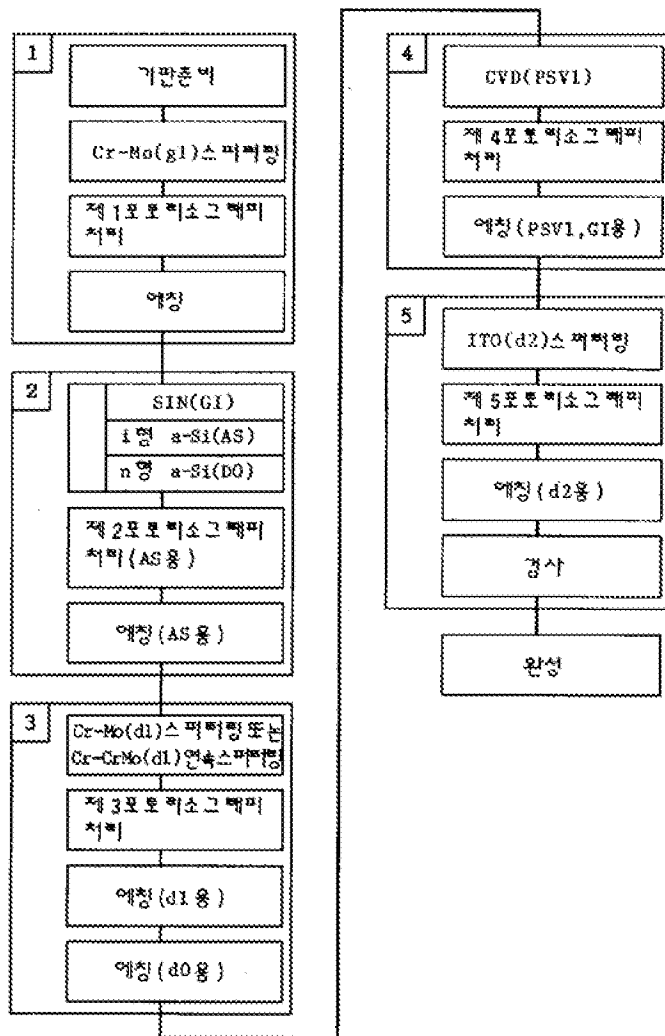 1
기판준비
Cr-Mo(g1)스퍼터링
제1포토리소그래피
처리
에칭
2
SIN(GI)
i형 a-Si(AS)
n형 a-Si(DO)
제2포토리소그래피
처리(AS용)
에칭(AS용)
3
Cr-Mo(d1)스퍼터링 또는
Cr-CrMo(d1)연속스퍼터링
제3포토리소그래피
처리
에칭(d1용)
에칭(d0용)
4
CVD(PSV1)
제4포토리소그래피
처리
에칭(PSV1,GI용)
5
ITO(d2)스퍼터링
제5포토리소그래피
처리
에칭(d2용)
검사
완성